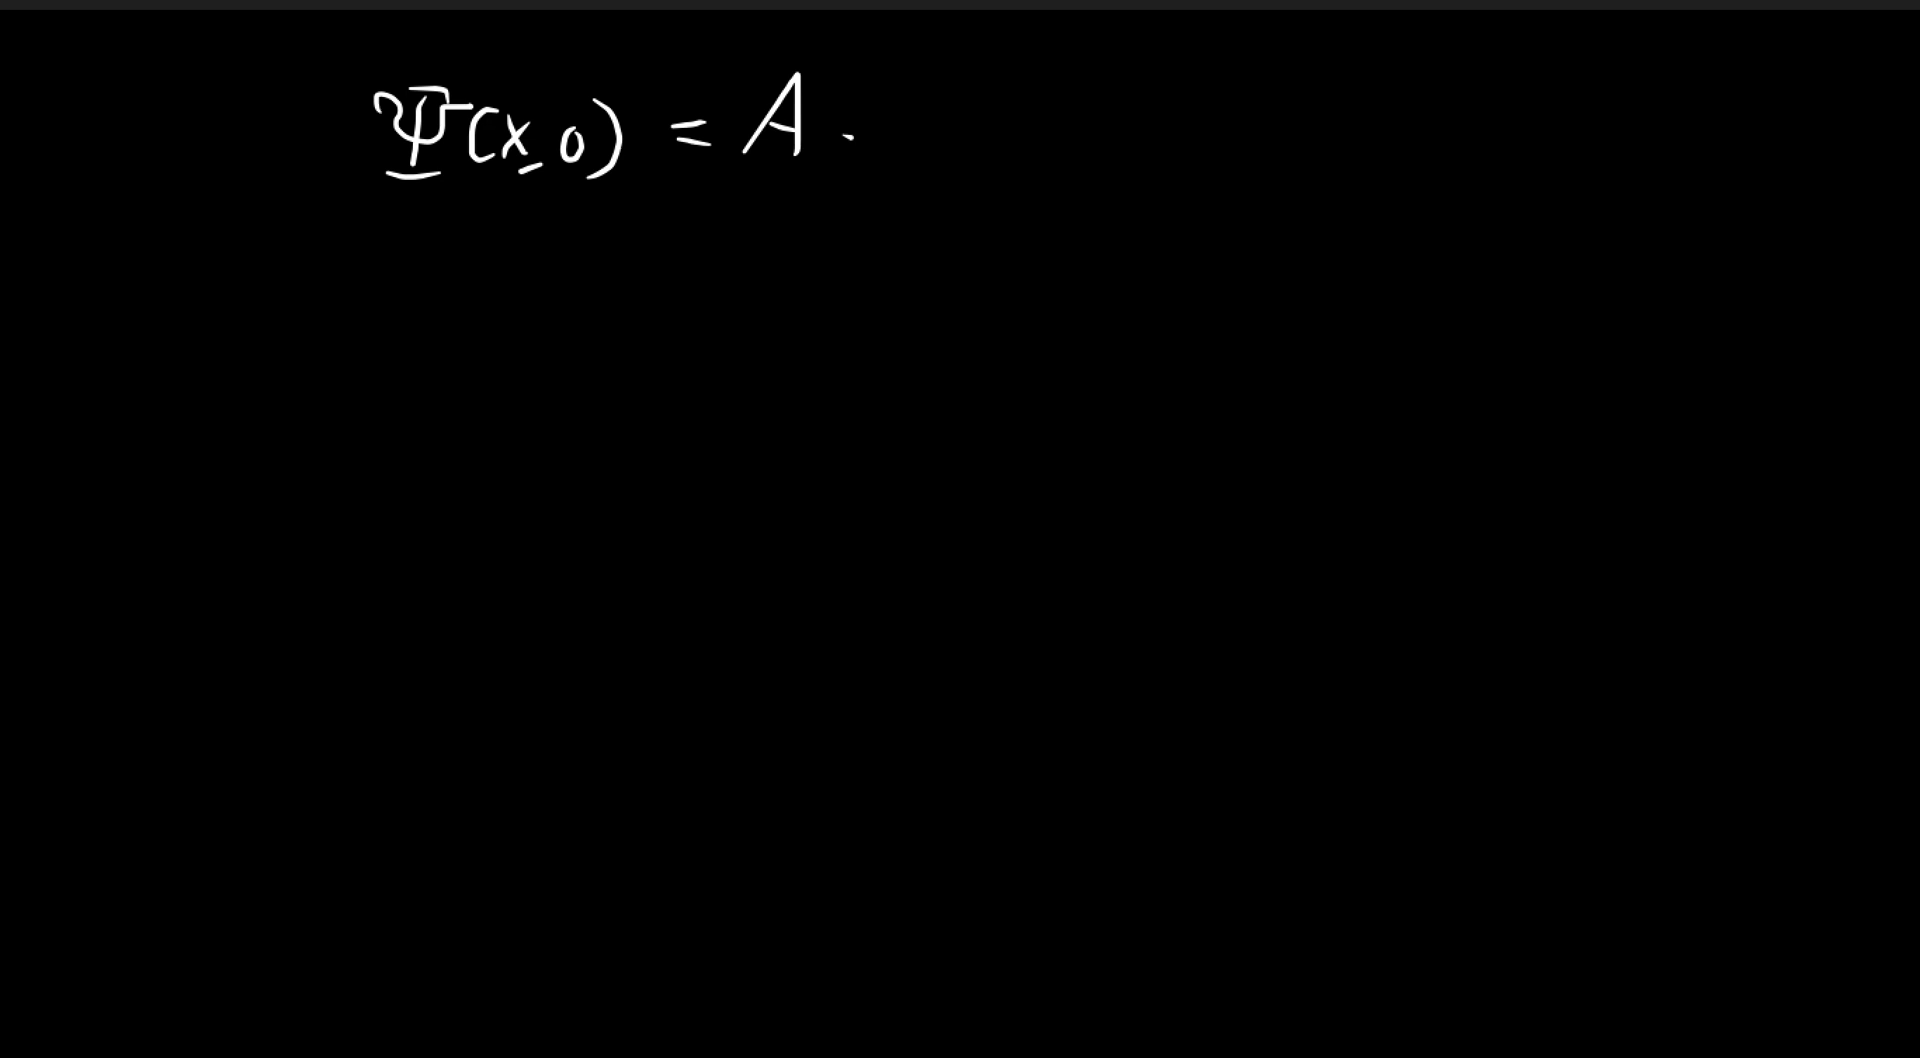 Ψ(x, 0) = A .